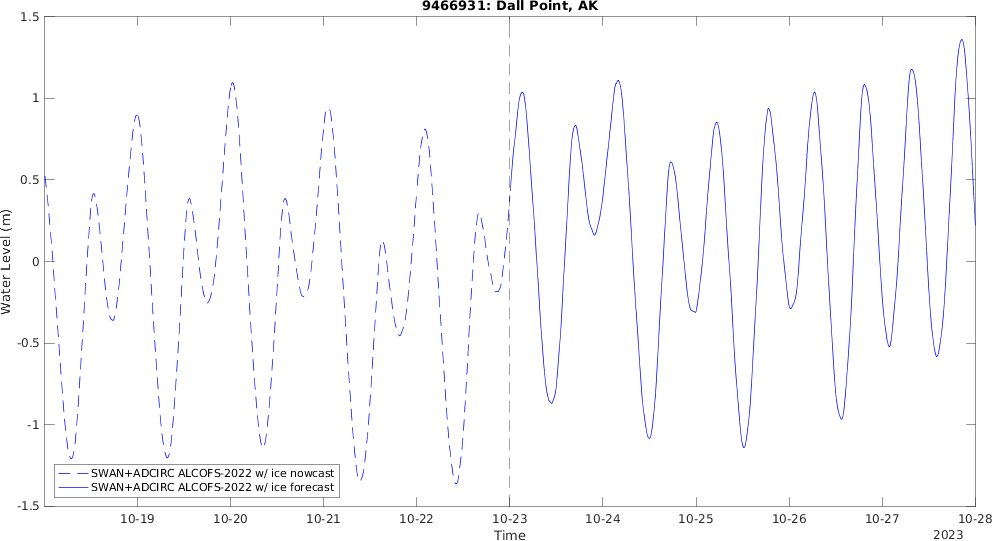 9466931: Dall Point, AK
1.5
1
0.5
0
-0.5
-1
-1.5
Water Level (m)
SWAN+ADCIRC ALCOFS-2022 w/ ice nowcast
SWAN+ADCIRC ALCOFS-2022 w/ ice forecast
10-19 10-20 10-21 10-22 10-23 10-24 10-25 10-26 10-27 10-28
Time
2023